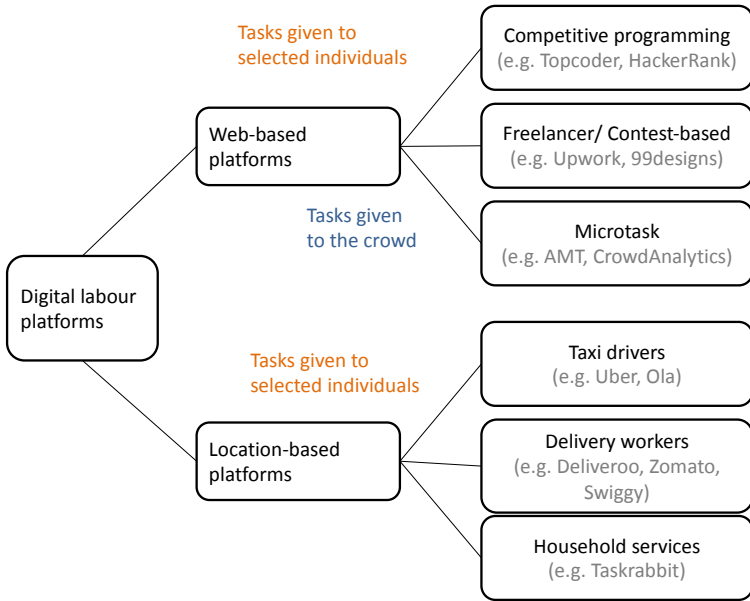 Tasks given to
selected individuals
Competitive programming
(e.g. Topcoder, HackerRank)
Web-based
platforms
Freelancer/ Contest-based
(e.g. Upwork, 99designs)
Tasks given
to the crowd
Microtask
(e.g. AMT, CrowdAnalytics)
Digital labour
platforms
Tasks given to
selected individuals
Taxi drivers
(e.g. Uber, Ola)
Location-based
platforms
Delivery workers
(e.g. Deliveroo, Zomato,
Swiggy)
Household services
(e.g. Taskrabbit)